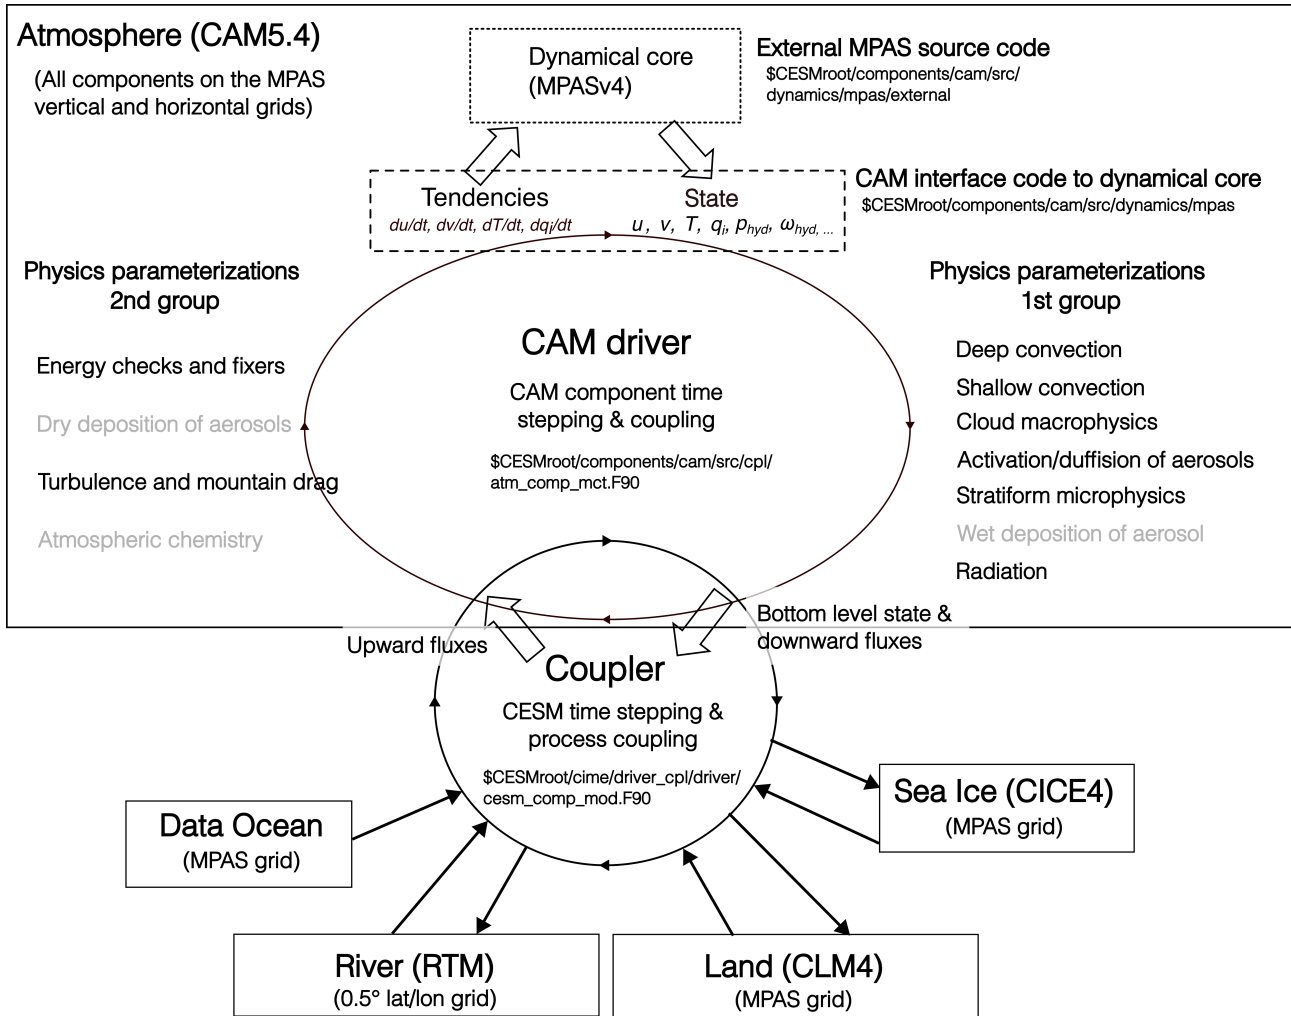 Atmosphere (CAM5.4)
(All components on the MPAS
vertical and horizontal grids)
Dynamical core
(MPASv4)
External MPAS source code
$CESMroot/components/cam/src/
dynamics/mpas/external
Tendencies
du/dt, dv/dt, dT/dt, dqi/dt
State
u, v, T, qi, phyd, ωhyd, ...
CAM interface code to dynamical core
$CESMroot/components/cam/src/dynamics/mpas
Physics parameterizations
2nd group
Energy checks and fixers
Dry deposition of aerosols
Turbulence and mountain drag
Atmospheric chemistry
CAM driver
CAM component time
stepping & coupling
$CESMroot/components/cam/src/cpl/
atm_comp_mct.F90
Physics parameterizations
1st group
Deep convection
Shallow convection
Cloud macrophysics
Activation/duffision of aerosols
Stratiform microphysics
Wet deposition of aerosol
Radiation
Upward fluxes
Bottom level state &
downward fluxes
Coupler
CESM time stepping &
process coupling
$CESMroot/cime/driver_cpl/driver/
cesm_comp_mod.F90
Data Ocean
(MPAS grid)
Sea Ice (CICE4)
(MPAS grid)
River (RTM)
(0.5° lat/lon grid)
Land (CLM4)
(MPAS grid)